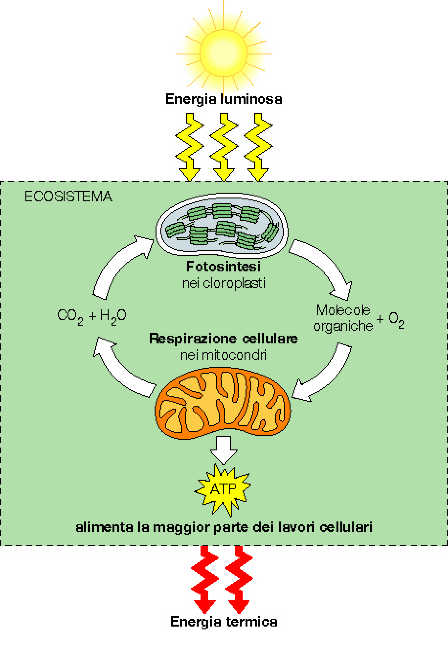 Energia luminosa
ECOSISTEMA
Fotosintesi
nei cloroplasti
CO2 + H2O
Molecole
organiche + O2
Respirazione cellulare
nei mitocondri
ATP
alimenta la maggior parte dei lavori cellulari
Energia termica